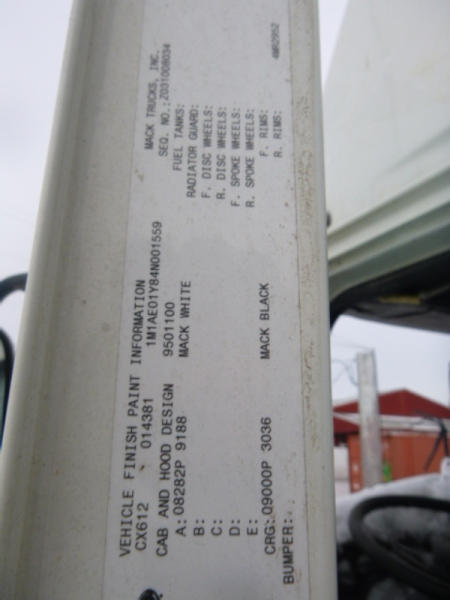 VEHICLE FINISH PAINT INFORMATION MACK TRUCKS, INC.
CX612 014381 1M1AE01Y84N001559 SEQ. NO.:Z031008034
CAB AND HOOD DESIGN 9501100 FUEL TANKS:
A: 08282P 9188 MACK WHITE RADIATOR GUARD:
B: F. DISC WHEELS:
C: R. DISC WHEELS:
D: F. SPOKE WHEELS:
E: R. SPOKE WHEELS:
CRG: Q9000P 3036 MACK BLACK F. RIMS:
BUMPER: R. RIMS: 4MR2952